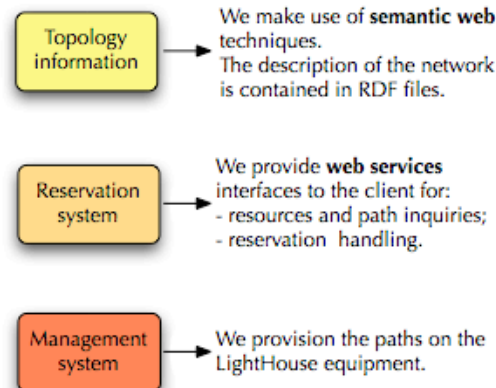 Topology
information
We make use of semantic web
techniques.
The description of the network
is contained in RDF files.
Reservation
system
We provide web services
interfaces to the client for:
- resources and path inquiries;
- reservation handling.
Management
system
We provision the paths on the
LightHouse equipment.